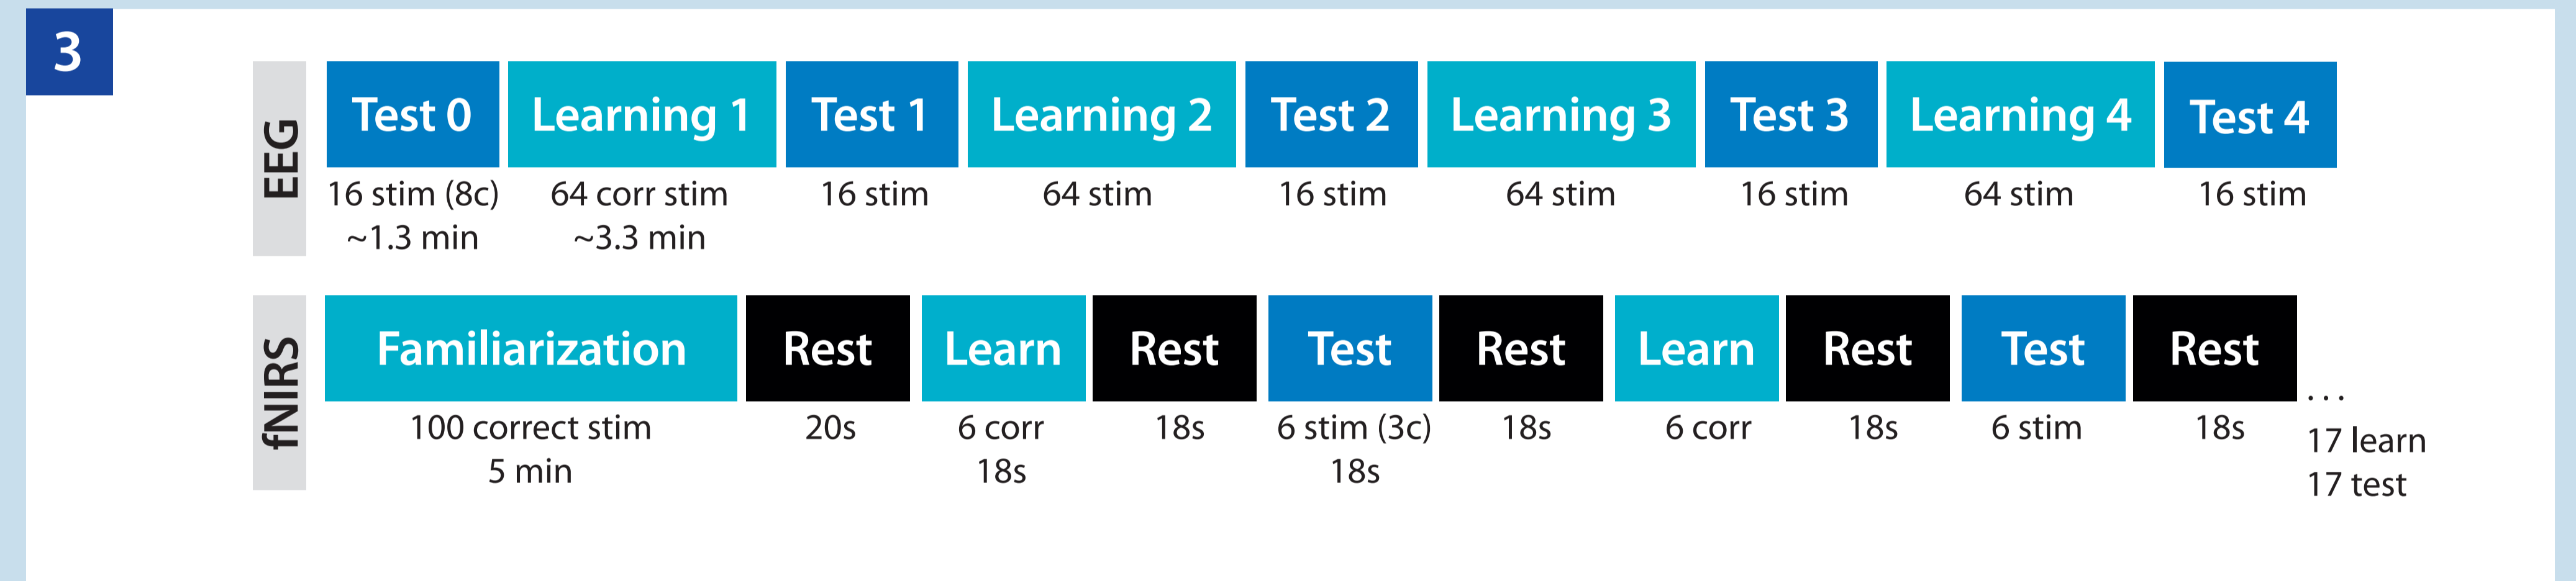 3
EEG
Test 0 Learning 1 Test 1 Learning 2 Test 2 Learning 3 Test 3 Learning 4 Test 4
16 stim (8c) 64 corr stim 16 stim 64 stim 16 stim 64 stim 16 stim 64 stim 16 stim
~1.3 min ~3.3 min
fNIRS
Familiarization Rest Learn Rest Test Rest Learn Rest Test Rest
...
100 correct stim 20s 6 corr 18s 6 stim (3c) 18s 6 corr 18s 6 stim 18s 17 learn
5 min 18s 18s 17 test